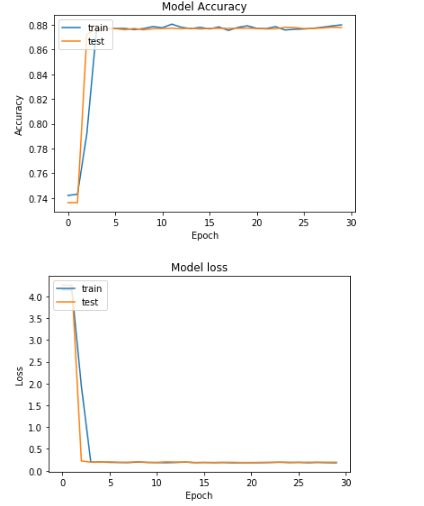 Model Accuracy
train
test
0.88
0.86
0.84
0.82
0.80
0.78
0.76
0.74
Accuracy
0 5 10 15 20 25 30
Epoch
Model loss
train
test
4.0
3.5
3.0
2.5
2.0
1.5
1.0
0.5
0.0
Loss
0 5 10 15 20 25 30
Epoch